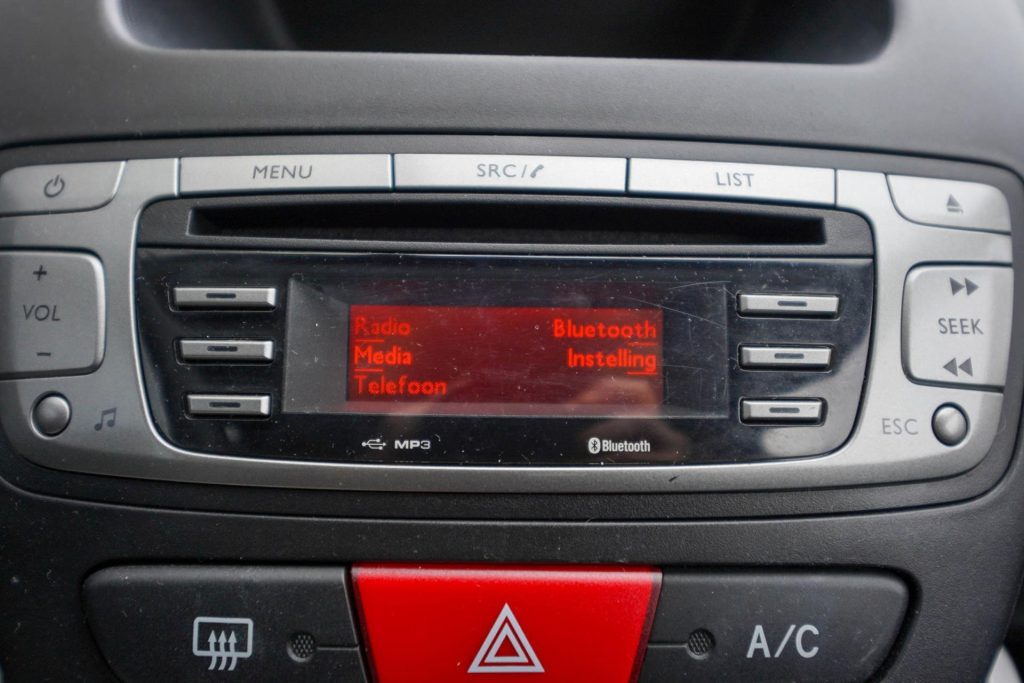 MENU
SRC/
LIST
+
VOL
−
Radio
Media
Telefoon
Bluetooth
Instelling
SEEK
ESC
MP3
Bluetooth
A/C